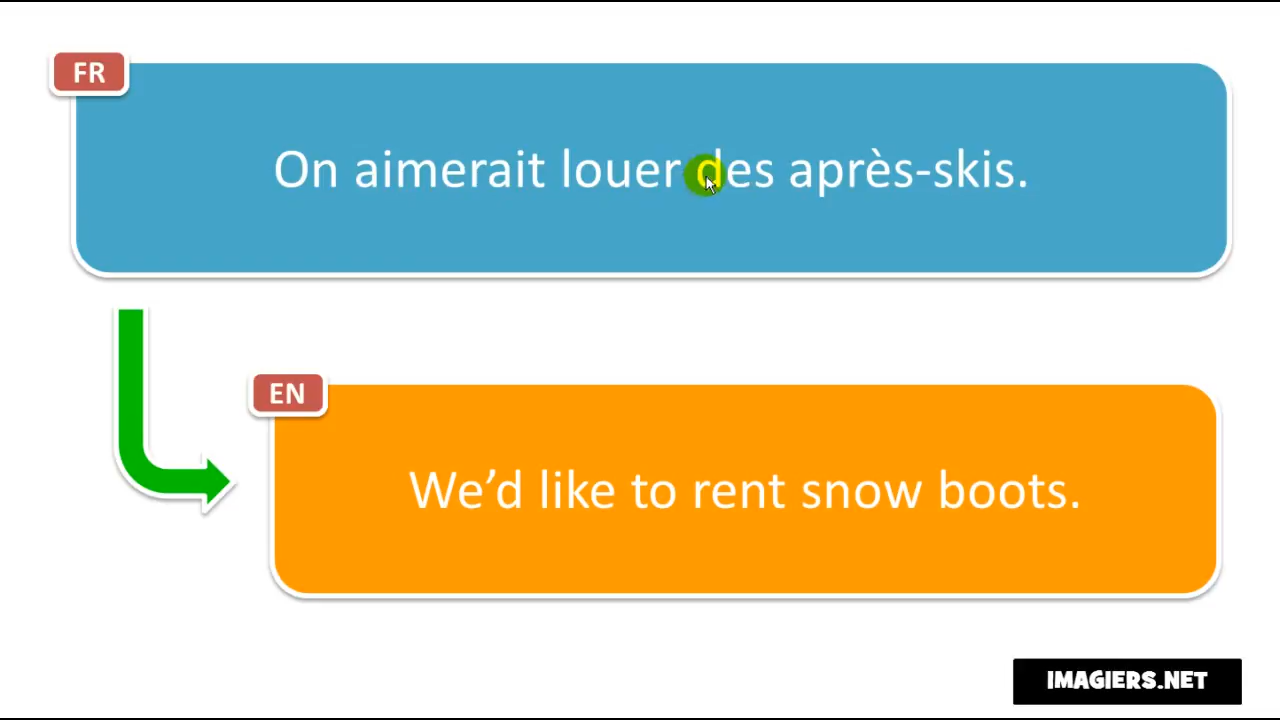 FR
On aimerait louer des après-skis.
EN
We’d like to rent snow boots.
IMAGIERS.NET